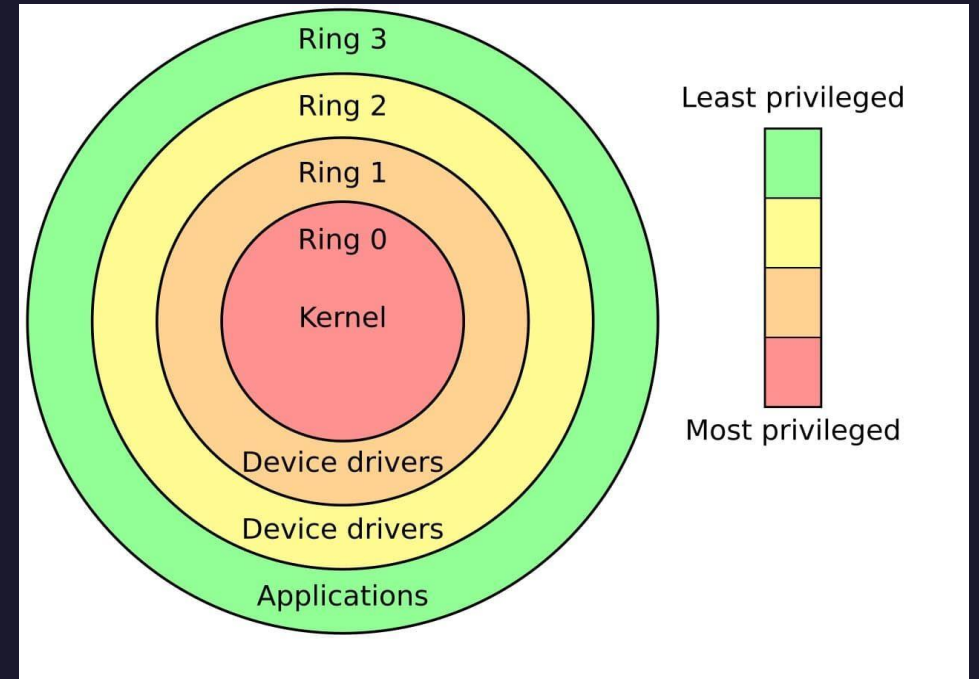 Ring 3
Ring 2
Ring 1
Ring 0
Kernel
Device drivers
Device drivers
Applications
Least privileged
Most privileged